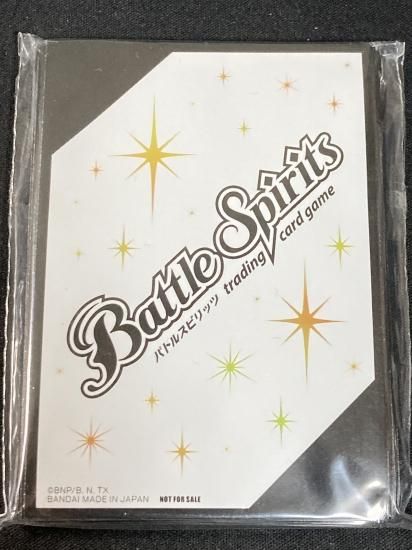 Battle Spirits
バトルスピリッツ trading card game
©BNP/B, N, TX
BANDAI MADE IN JAPAN NOT FOR SALE